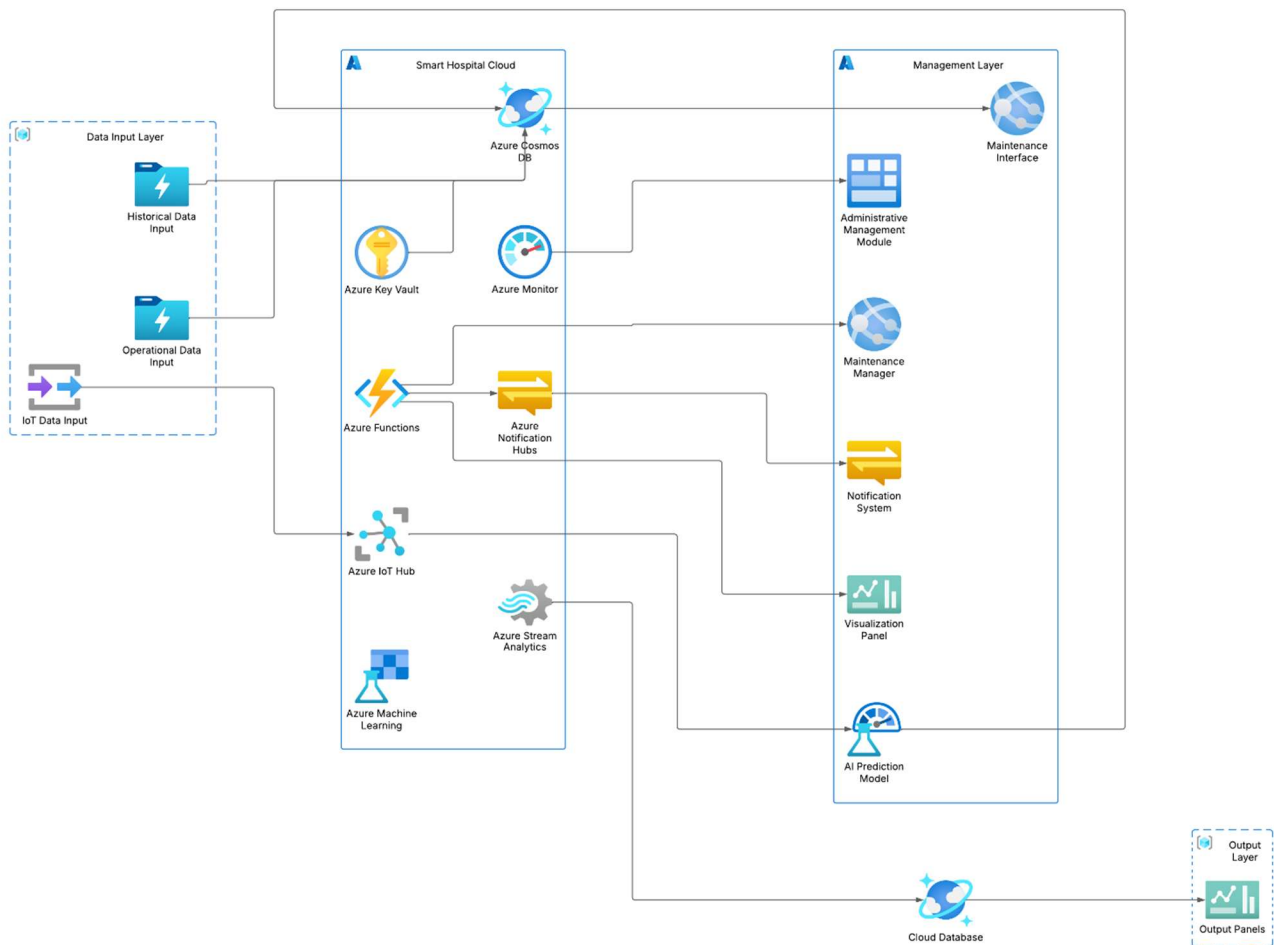 Smart Hospital Cloud
Management Layer
Data Input Layer
Azure Cosmos
DB
Maintenance
Interface
Historical Data
Input
Administrative
Management
Module
Azure Key Vault
Azure Monitor
Operational Data
Input
Maintenance
Manager
IoT Data Input
Azure Functions
Azure
Notification
Hubs
Notification
System
Azure IoT Hub
Azure Stream
Analytics
Visualization
Panel
Azure Machine
Learning
AI Prediction
Model
Output
Layer
Cloud Database
Output Panels